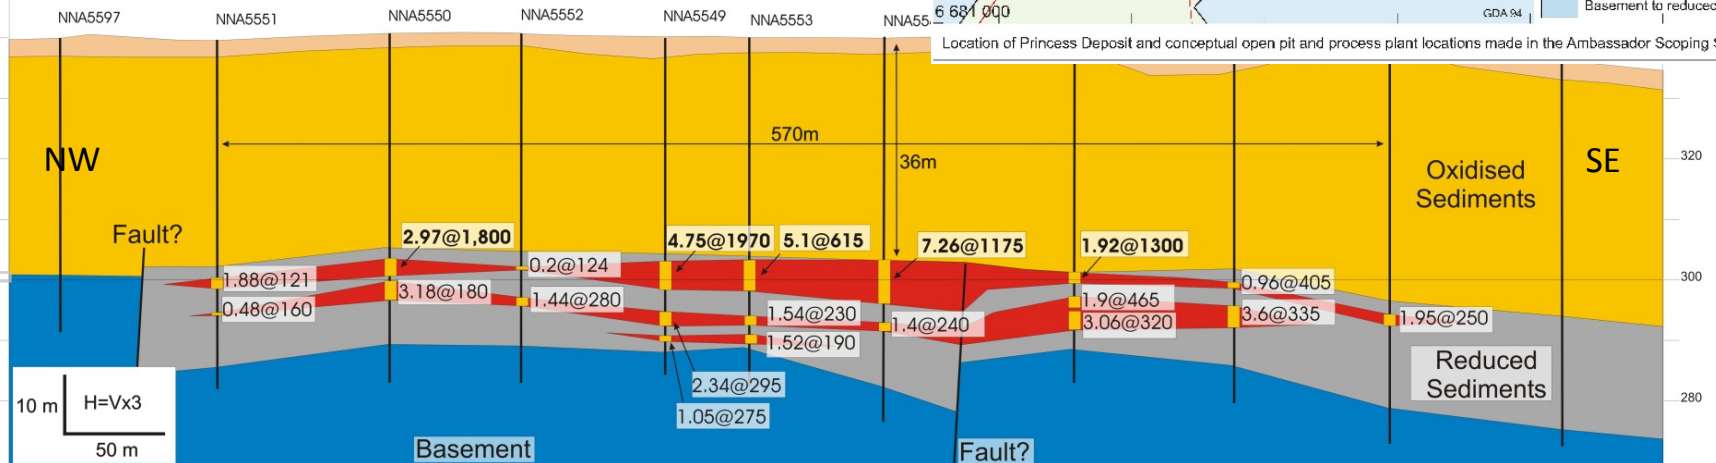 NNA5597
NNA5551
NNA5550
NNA5552
NNA5549
NNA5553
NNA55
6 681 000
GDA 94
Basement to reduced
Location of Princess Deposit and conceptual open pit and process plant locations made in the Ambassador Scoping S
570m
NW
36m
320
SE
Oxidised
Sediments
Fault?
2.97@1,800
4.75@1970
5.1@615
7.26@1175
1.92@1300
0.2@124
1.88@121
0.96@405
300
3.18@180
1.44@280
1.9@465
0.48@160
1.54@230
1.4@240
3.06@320
3.6@335
1.95@250
1.52@190
Reduced
Sediments
2.34@295
1.05@275
280
10 m
H=Vx3
50 m
Basement
Fault?